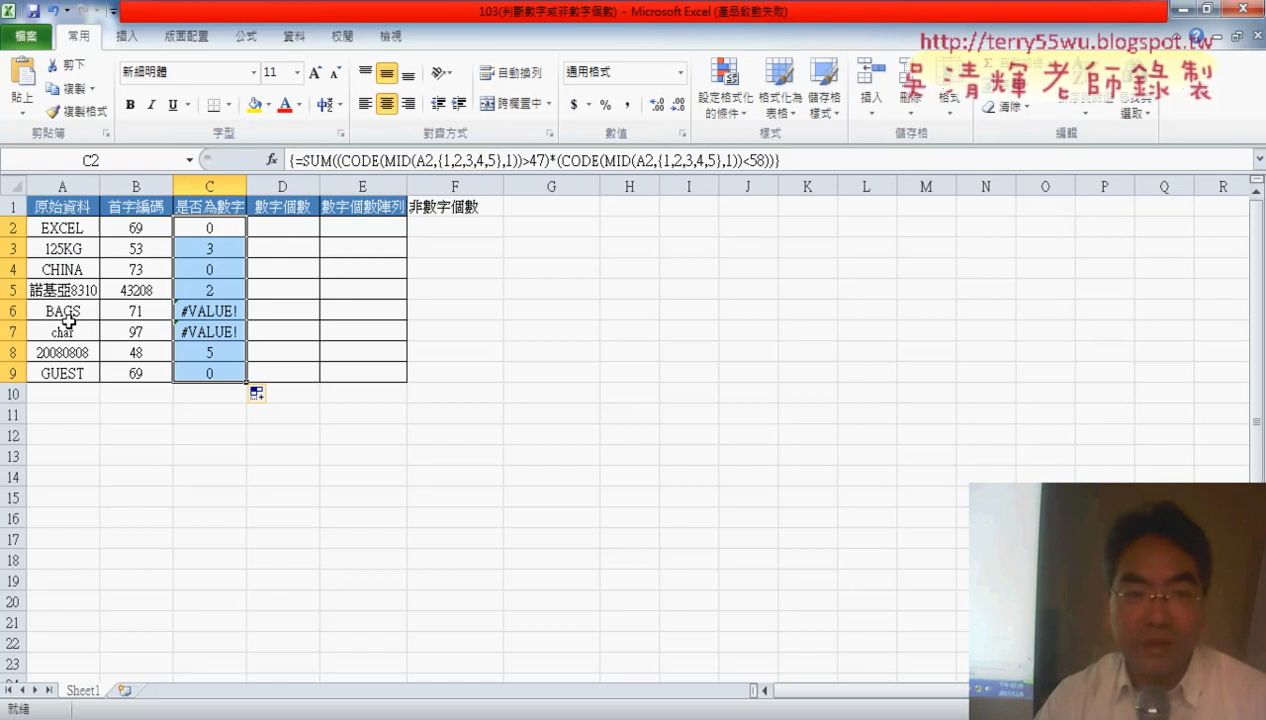 103(判斷數字或非數字個數) - Microsoft Excel (產品啟動失敗)
http://terry55wu.blogspot.tw
吳清輝老師錄製
檔案 常用 插入 版面配置 公式 資料 校閱 檢視
貼上 剪下 複製 複製格式 剪貼簿
新細明體 11 B I U A 中 字型
自動換列 跨欄置中 對齊方式
通用格式 $ % , 數值
設定格式化的條件 格式化為表格 儲存格樣式 樣式
插入 刪除 格式 儲存格
清除 選取 編輯
C2 fx {=SUM((CODE(MID(A2,{1,2,3,4,5},1))>47)*(CODE(MID(A2,{1,2,3,4,5},1))<58))}
A B C D E F G H I J K L M N O P Q R
1 原始資料 首字編碼 是否為數字 數字個數 數字個數陣列 非數字個數
2 EXCEL 69 0
3 125KG 53 3
4 CHINA 73 0
5 諾基亞8310 43208 2
6 BAGS 71 #VALUE!
7 char 97 #VALUE!
8 20080808 48 5
9 GUEST 69 0
10
11
12
13
14
15
16
17
18
19
20
21
22
23
Sheet1
就緒